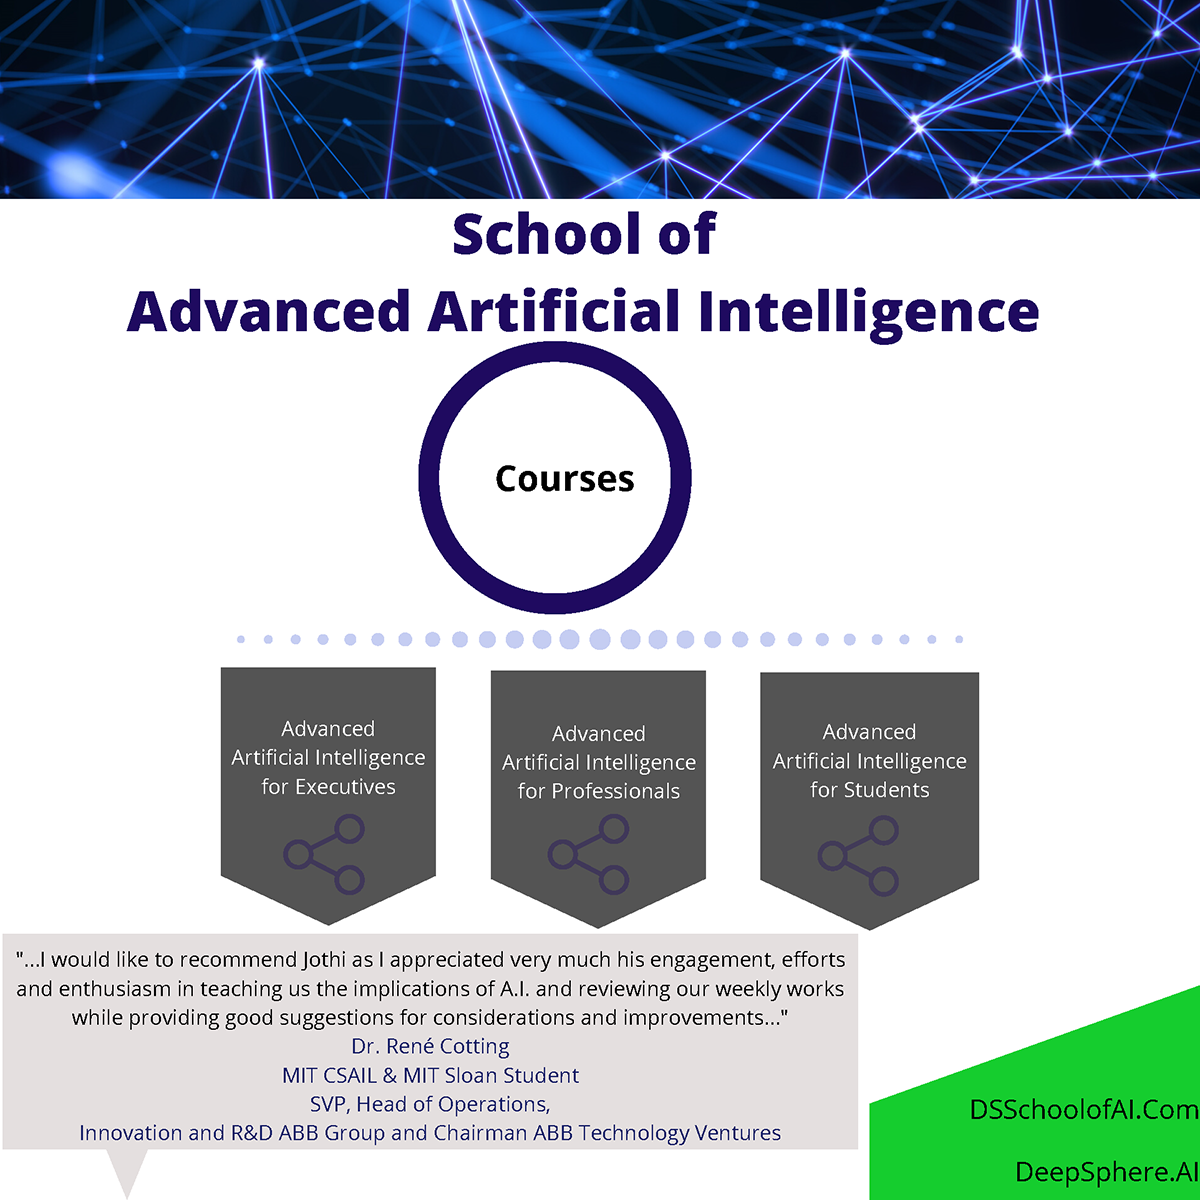 School of
Advanced Artificial Intelligence
Courses
Advanced
Artificial Intelligence
for Executives
Advanced
Artificial Intelligence
for Professionals
Advanced
Artificial Intelligence
for Students
"...I would like to recommend Jothi as I appreciated very much his engagement, efforts
and enthusiasm in teaching us the implications of A.I. and reviewing our weekly works
while providing good suggestions for considerations and improvements..."
Dr. René Cotting
MIT CSAIL & MIT Sloan Student
SVP, Head of Operations,
Innovation and R&D ABB Group and Chairman ABB Technology Ventures
DSSchoolofAI.Com
DeepSphere.AI